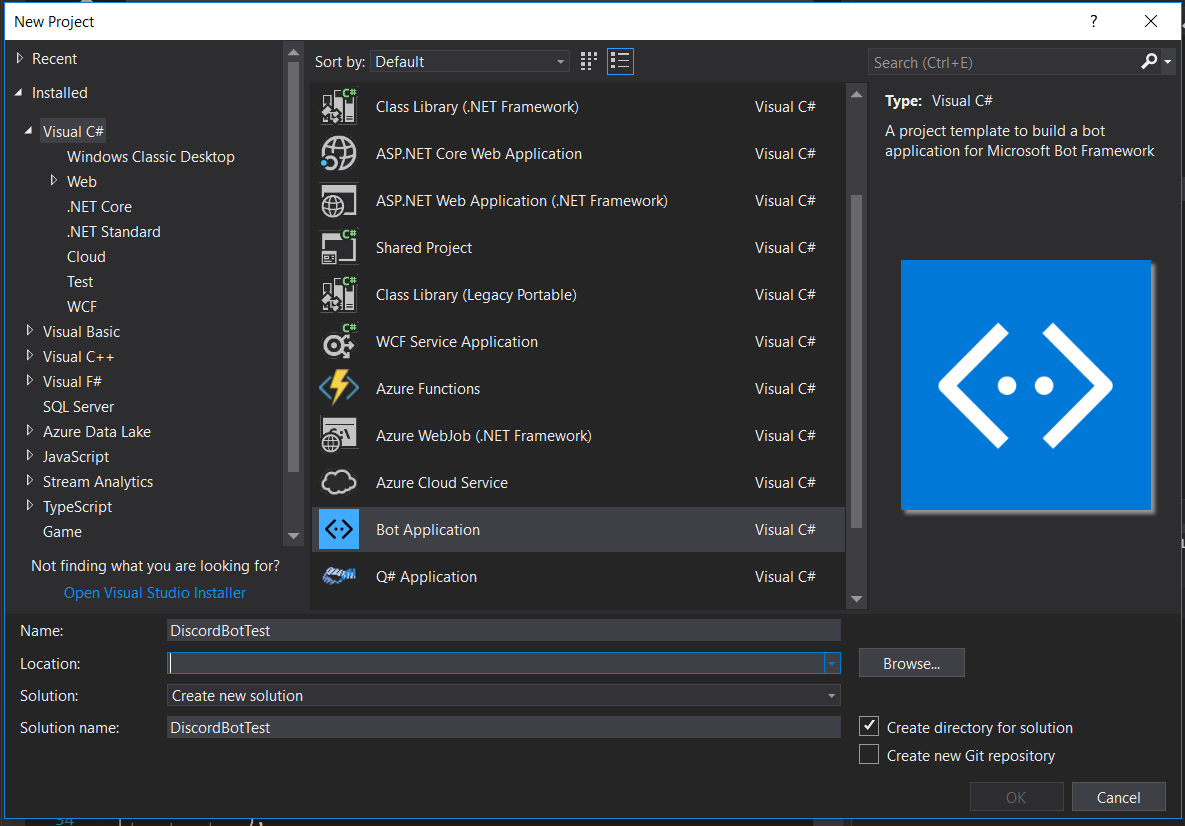 New Project
?
Recent
Installed
Visual C#
Windows Classic Desktop
Web
.NET Core
.NET Standard
Cloud
Test
WCF
Visual Basic
Visual C++
Visual F#
SQL Server
Azure Data Lake
JavaScript
Stream Analytics
TypeScript
Game
Not finding what you are looking for?
Open Visual Studio Installer
Sort by: Default
Class Library (.NET Framework) Visual C#
ASP.NET Core Web Application Visual C#
ASP.NET Web Application (.NET Framework) Visual C#
Shared Project Visual C#
Class Library (Legacy Portable) Visual C#
WCF Service Application Visual C#
Azure Functions Visual C#
Azure WebJob (.NET Framework) Visual C#
Azure Cloud Service Visual C#
Bot Application Visual C#
Q# Application Visual C#
Search (Ctrl+E)
Type: Visual C#
A project template to build a bot
application for Microsoft Bot Framework
Name: DiscordBotTest
Location:
Browse...
Solution: Create new solution
Solution name: DiscordBotTest
Create directory for solution
Create new Git repository
OK
Cancel